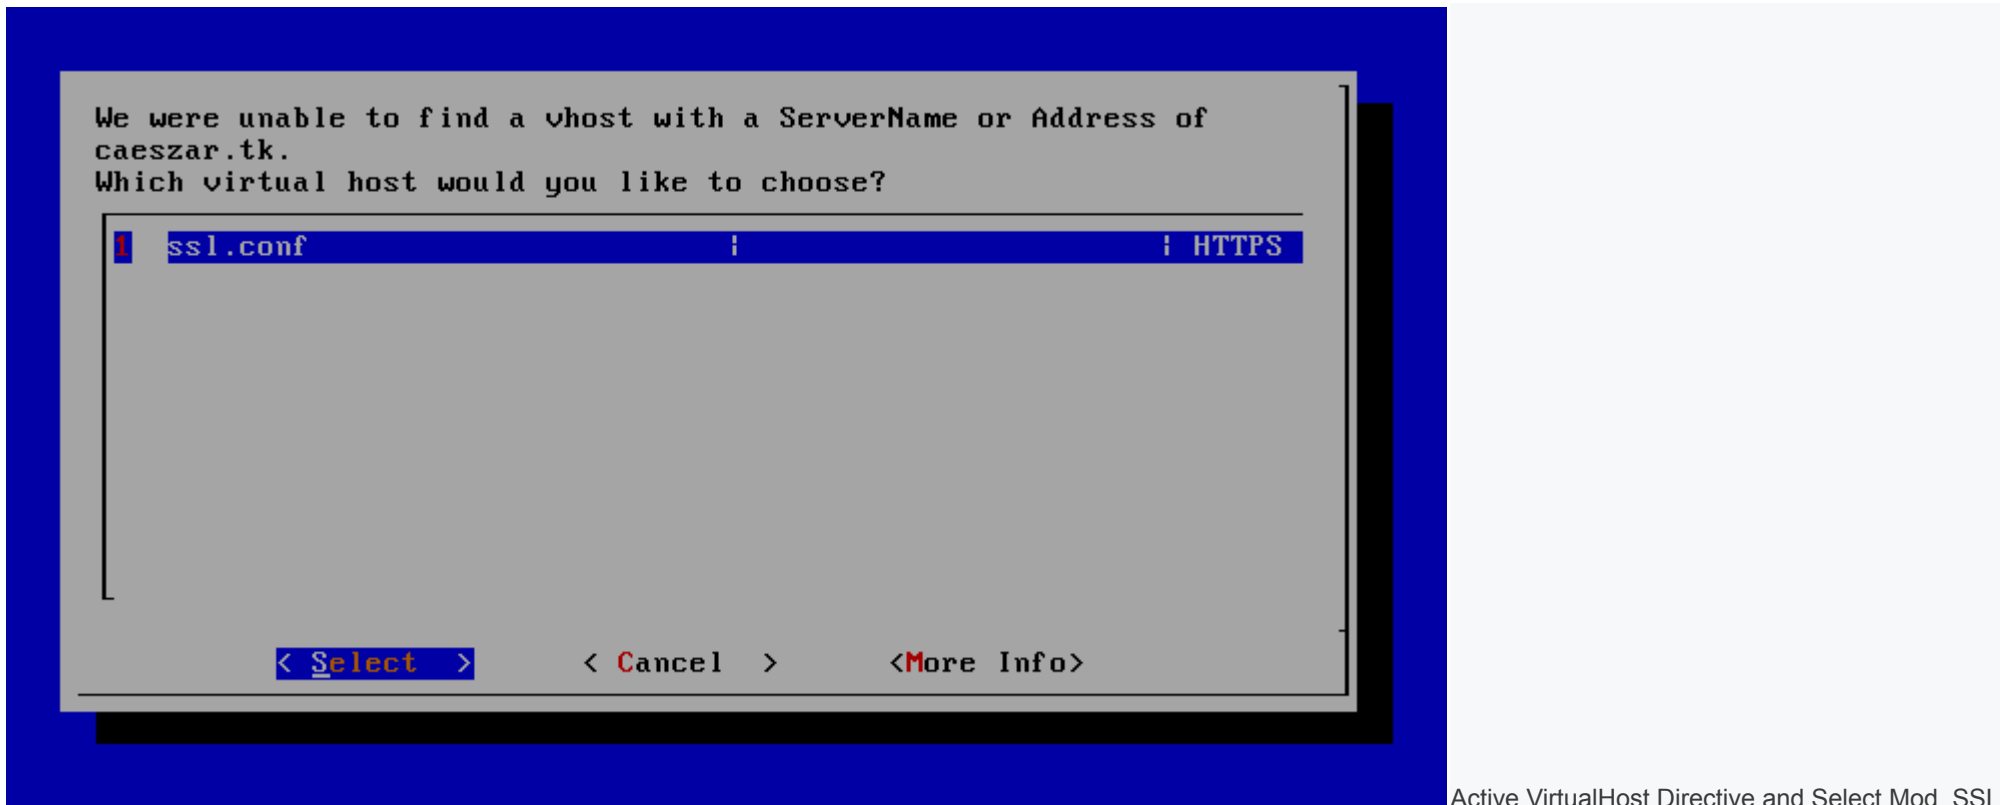 We were unable to find a vhost with a ServerName or Address of
caeszar.tk.
Which virtual host would you like to choose?
1 ssl.conf ¦ ¦ HTTPS
< Select > < Cancel > <More Info>
Active VirtualHost Directive and Select Mod_SSL